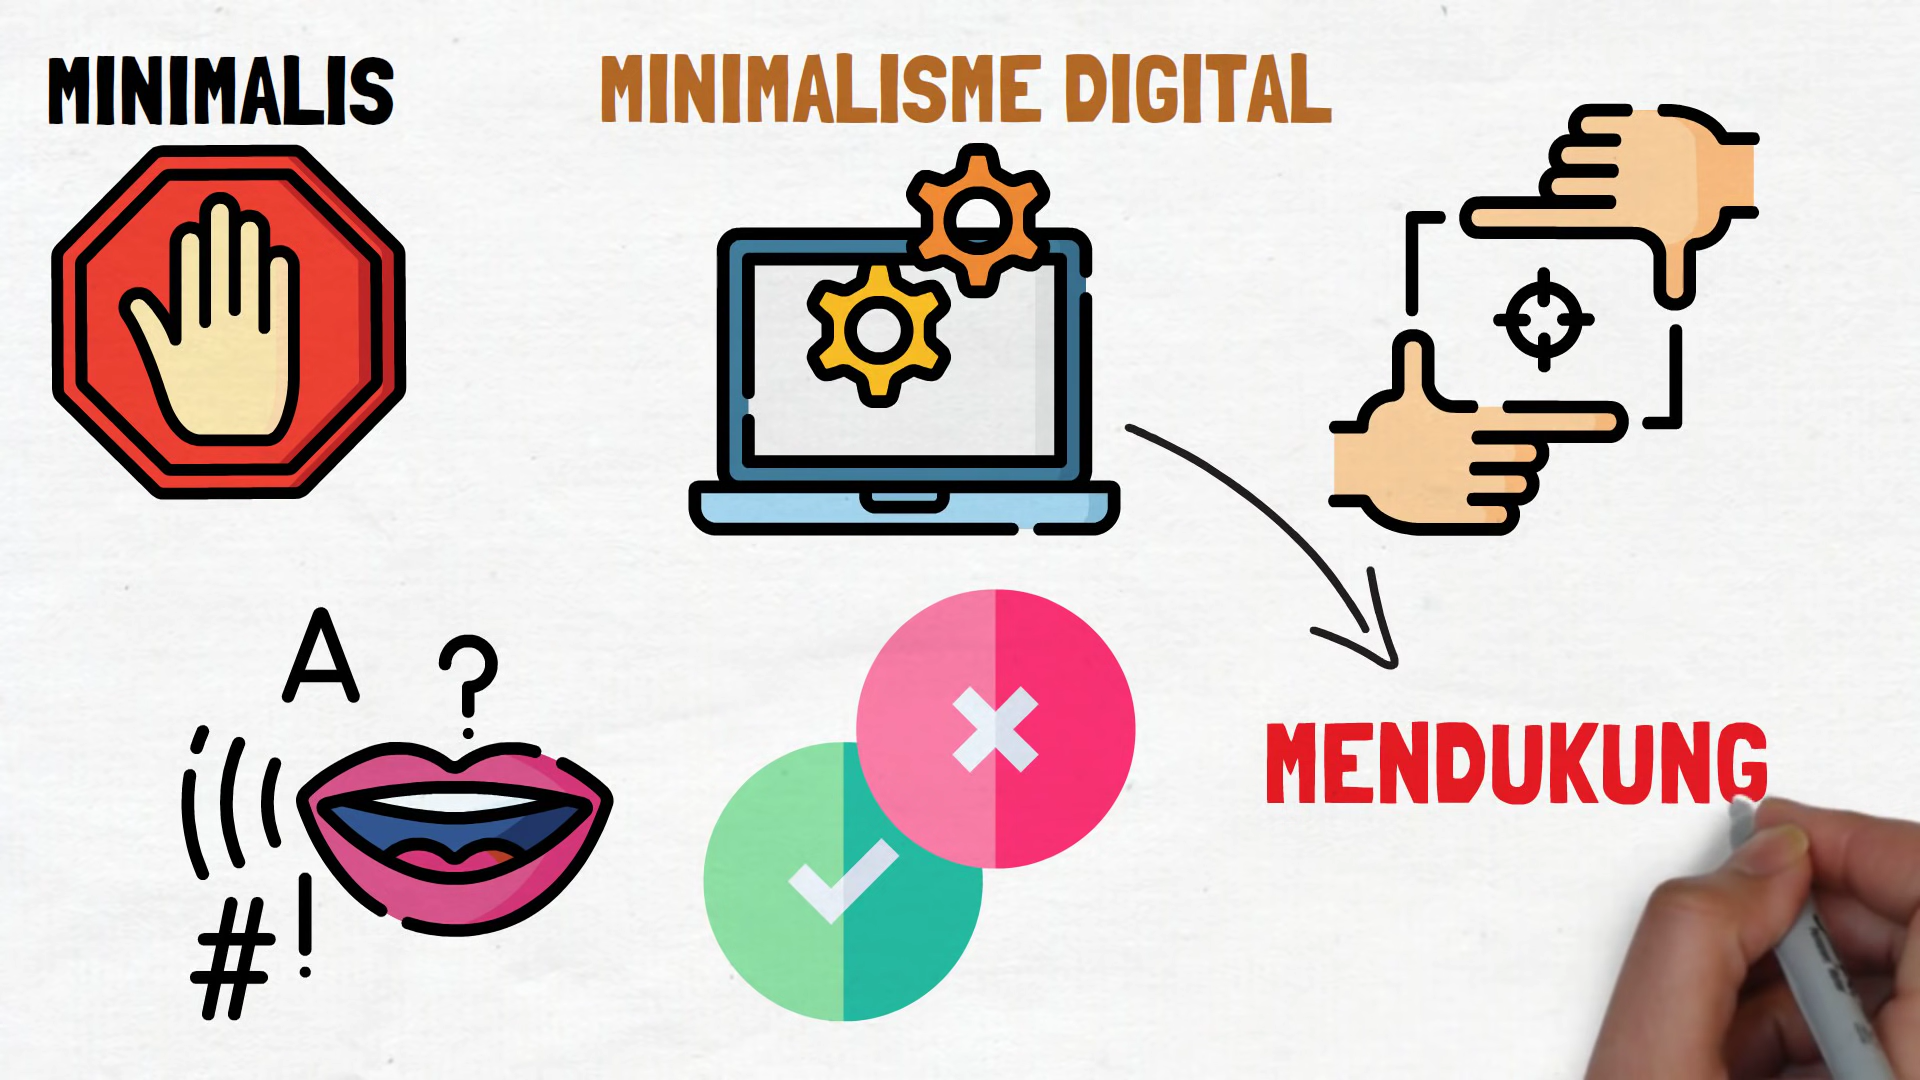 MINIMALIS
MINIMALISME DIGITAL
A ?
# !
MENDUKUNG